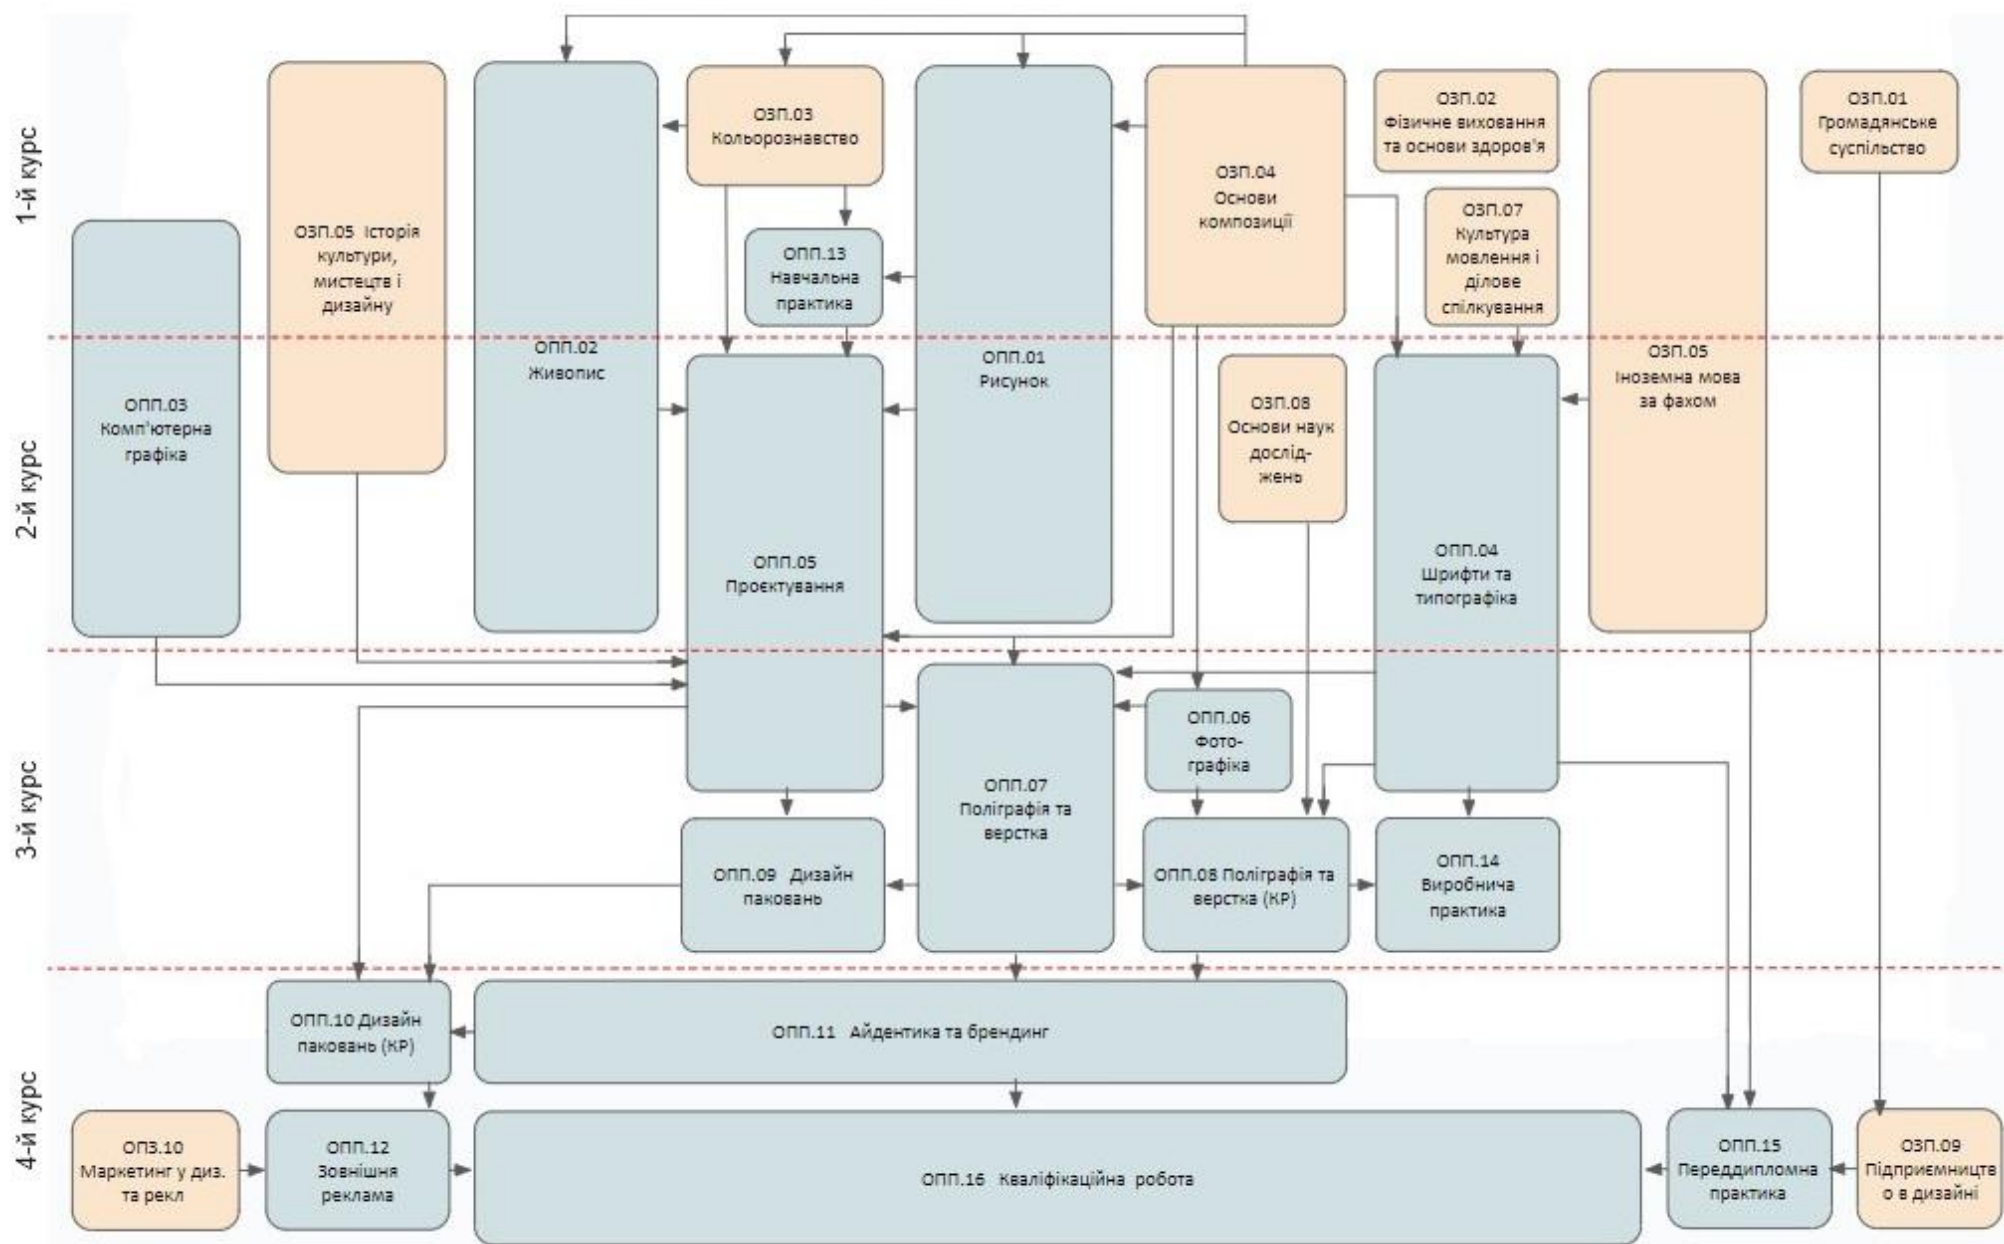 1-й курс
ОЗП.03
Кольорознавство
ОЗП.02
Фізичне виховання
та основи здоров'я
ОЗП.01
Громадянське
суспільство
ОЗП.05 Історія
культури,
мистецтв і
дизайну
ОПП.13
Навчальна
практика
ОЗП.04
Основи
композиції
ОЗП.07
Культура
мовлення і
ділове
спілкування
2-й курс
ОПП.03
Комп'ютерна
графіка
ОПП.02
Живопис
ОПП.01
Рисунок
ОЗП.05
Іноземна мова
за фахом
ОЗП.08
Основи наук
дослід-
жень
ОПП.05
Проєктування
ОПП.04
Шрифти та
типографіка
3-й курс
ОПП.07
Поліграфія та
верстка
ОПП.06
Фото-
графіка
ОПП.09 Дизайн
паковань
ОПП.08 Поліграфія та
верстка (КР)
ОПП.14
Виробнича
практика
4-й курс
ОПП.10 Дизайн
паковань (КР)
ОПП.11 Айдентика та брендинг
ОПЗ.10
Маркетинг у диз.
та рекл
ОПП.12
Зовнішня
реклама
ОПП.16 Кваліфікаційна робота
ОПП.15
Переддипломна
практика
ОЗП.09
Підприємництв
о в дизайні